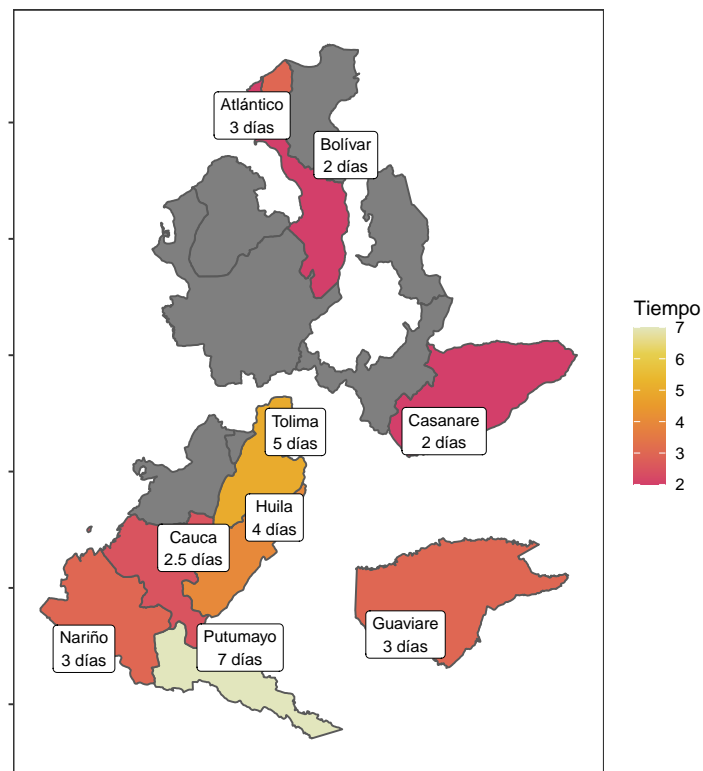 Atlántico
3 días
Bolívar
2 días
Tiempo
7
6
5
4
3
2
Casanare
2 días
Tolima
5 días
Huila
4 días
Cauca
2.5 días
Nariño
3 días
Putumayo
7 días
Guaviare
3 días